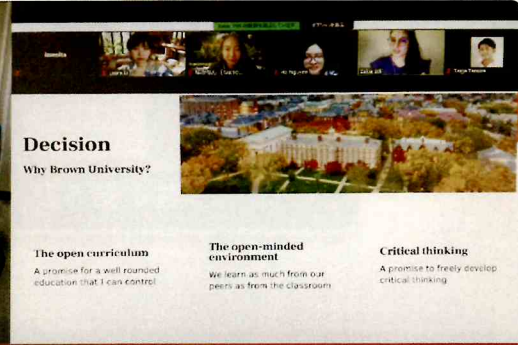 Decision
Why Brown University?
The open curriculum
A promise for a well rounded
education that I can control
The open-minded
environment
We learn as much from our
peers as from the classroom
Critical thinking
A promise to freely develop
critical thinking